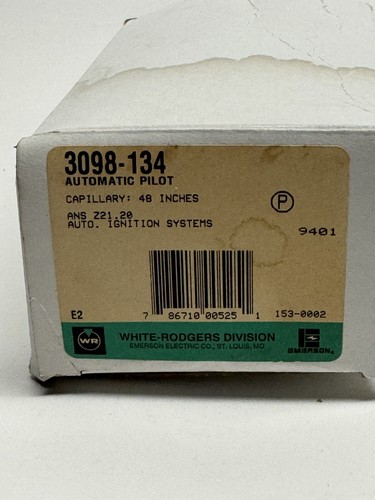 3098-134
AUTOMATIC PILOT
CAPILLARY: 48 INCHES
P
ANS Z21.20
AUTO. IGNITION SYSTEMS
9401
E2
7 86710 00525 1
153-0002
WR
WHITE-RODGERS DIVISION
EMERSON ELECTRIC CO., ST. LOUIS, MO
EMERSON.